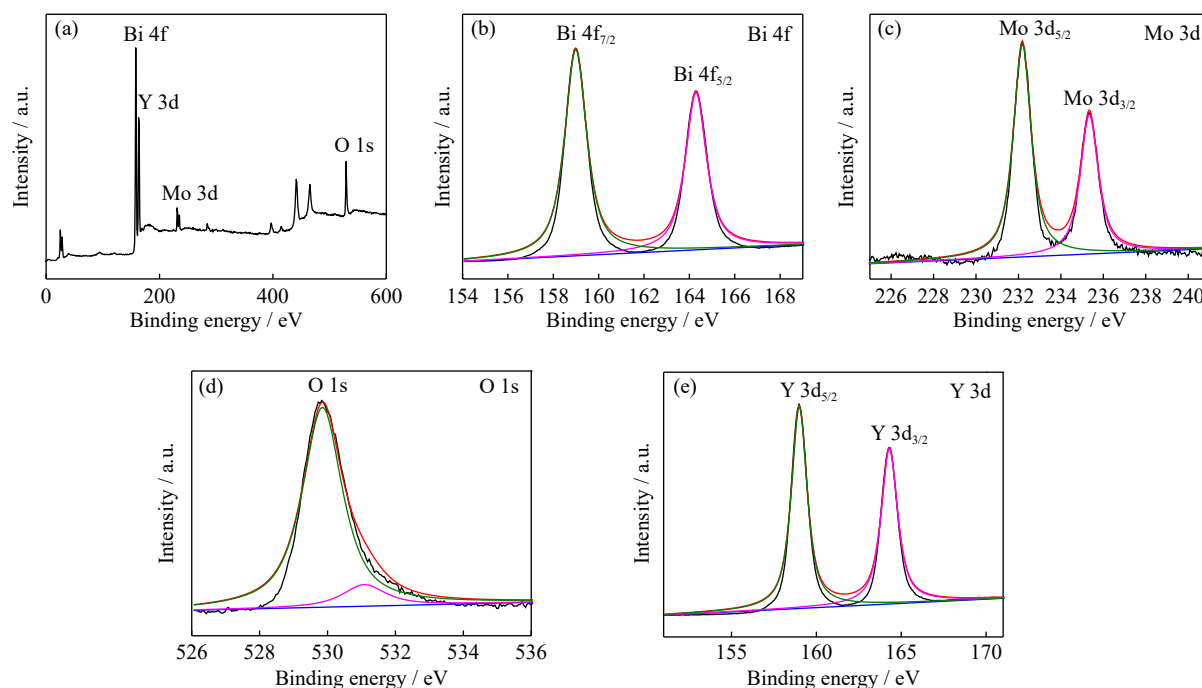 (a)
Bi 4f
Y 3d
Mo 3d
O 1s
Intensity / a.u.
0 200 400 600
Binding energy / eV
(b)
Bi 4f
Bi 4f7/2
Bi 4f5/2
Intensity / a.u.
154 156 158 160 162 164 166 168
Binding energy / eV
(c)
Mo 3d
Mo 3d5/2
Mo 3d3/2
Intensity / a.u.
226 228 230 232 234 236 238 240
Binding energy / eV
(d)
O 1s
O 1s
Intensity / a.u.
526 528 530 532 534 536
Binding energy / eV
(e)
Y 3d5/2
Y 3d
Y 3d3/2
Intensity / a.u.
155 160 165 170
Binding energy / eV